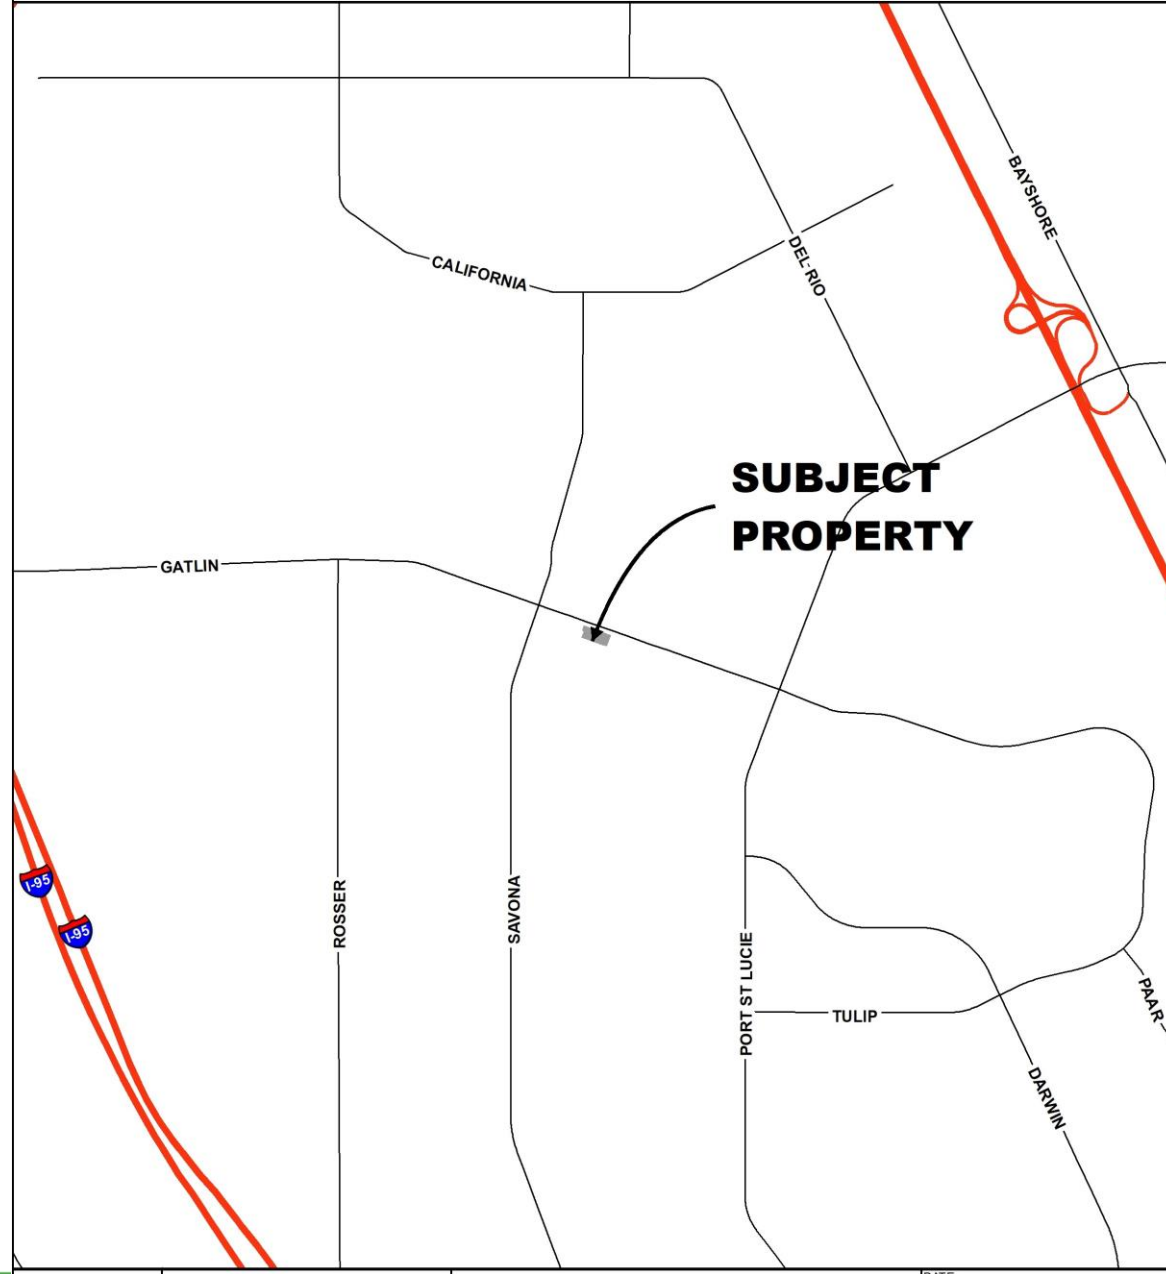 BAYSHORE
DEL RIO
CALIFORNIA
SUBJECT
PROPERTY
GATLIN
I-95
I-95
ROSSER
SAVONA
PORT ST LUCIE
TULIP
PAAR
DARWIN